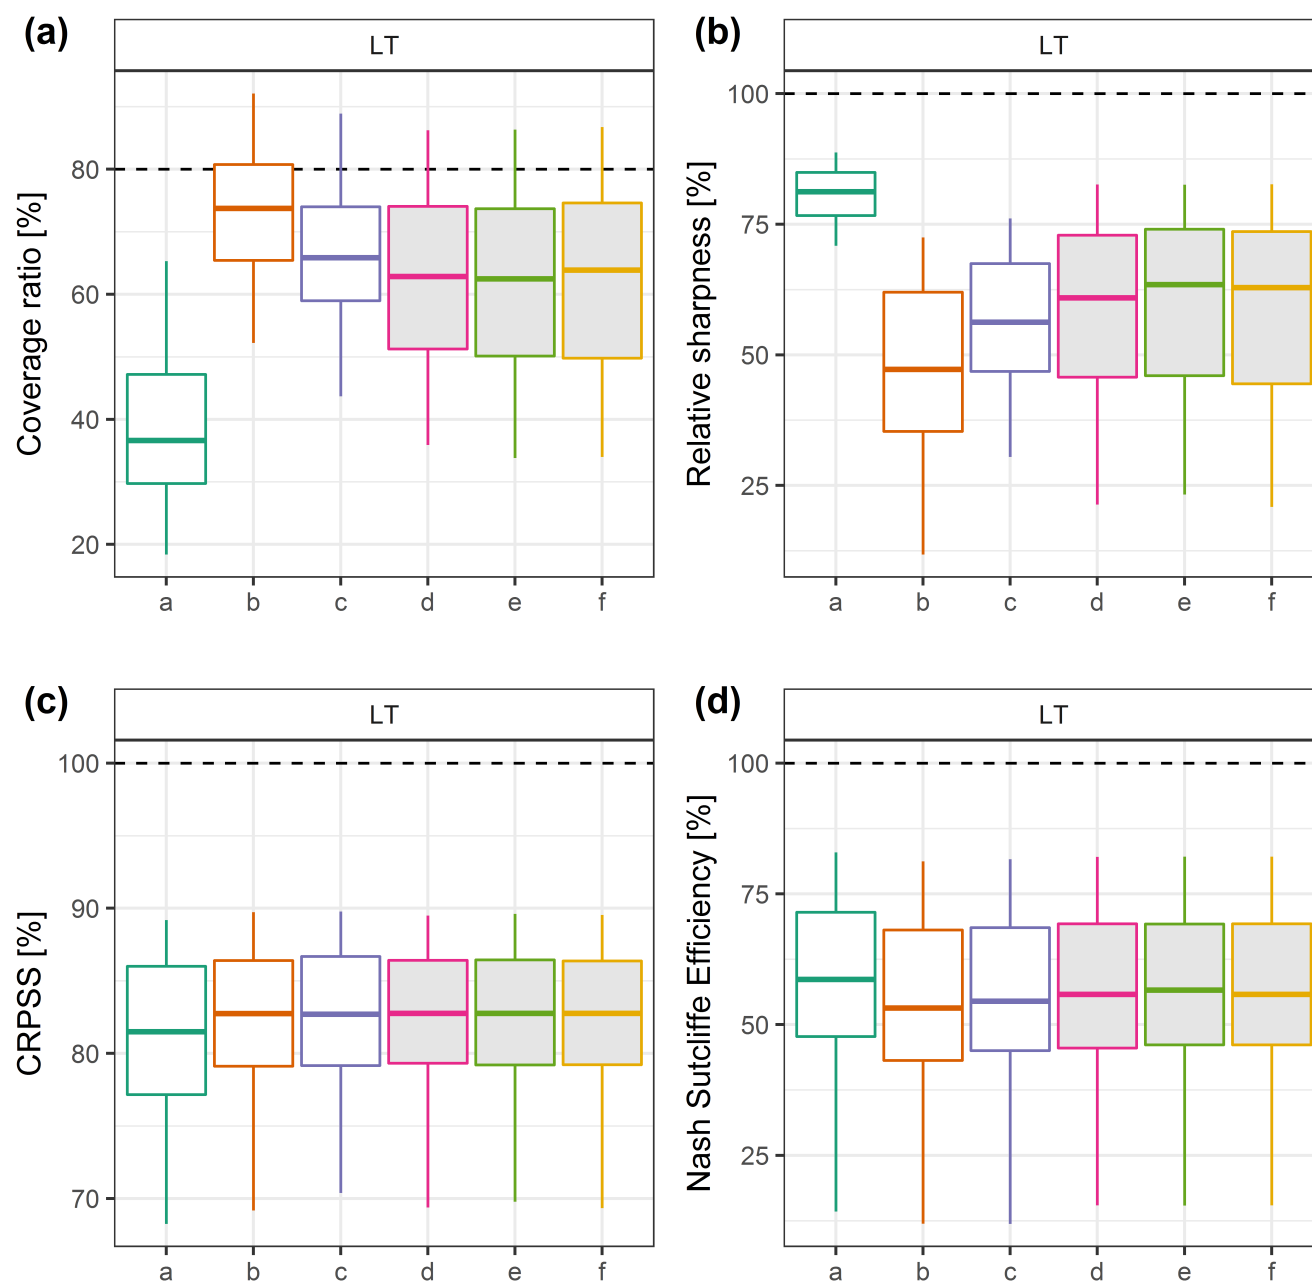 (a)
LT
Coverage ratio [%]
80
60
40
20
a b c d e f
(b)
LT
Relative sharpness [%]
100
75
50
25
a b c d e f
(c)
LT
CRPSS [%]
100
90
80
70
a b c d e f
(d)
LT
Nash Sutcliffe Efficiency [%]
100
75
50
25
a b c d e f